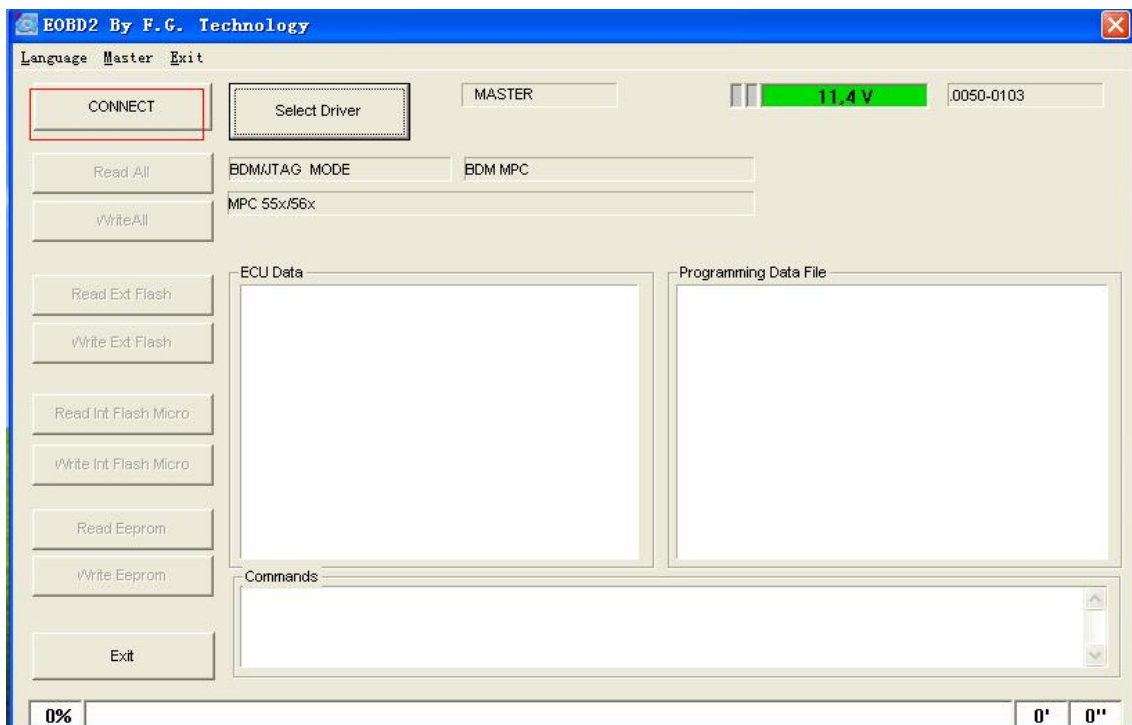 EOBD2 By F.G. Technology
Language Master Exit
CONNECT
Select Driver
MASTER
11,4 V
.0050-0103
Read All
BDM/JTAG MODE
BDM MPC
WriteAll
MPC 55x/56x
ECU Data
Programming Data File
Read Ext Flash
Write Ext Flash
Read Int Flash Micro
Write Int Flash Micro
Read Eeprom
Write Eeprom
Commands
Exit
0%
0'
0"